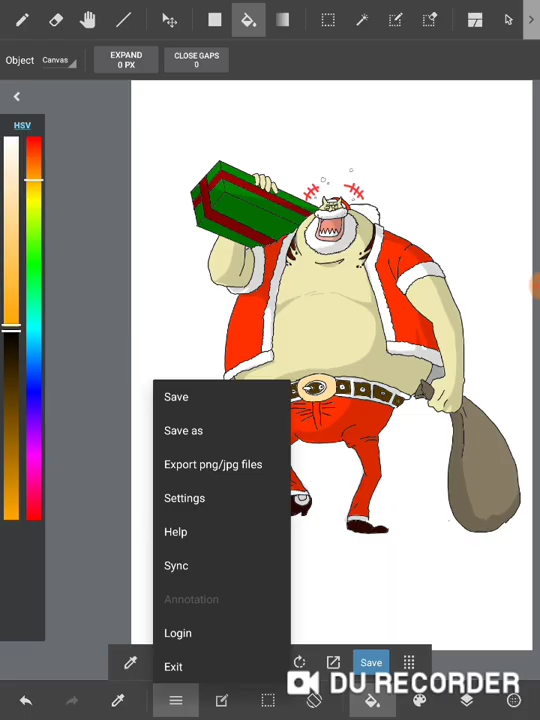 Object Canvas EXPAND 0 PX CLOSE GAPS 0
HSV
Save
Save as
Export png/jpg files
Settings
Help
Sync
Annotation
Login
Exit
Save
DU RECORDER